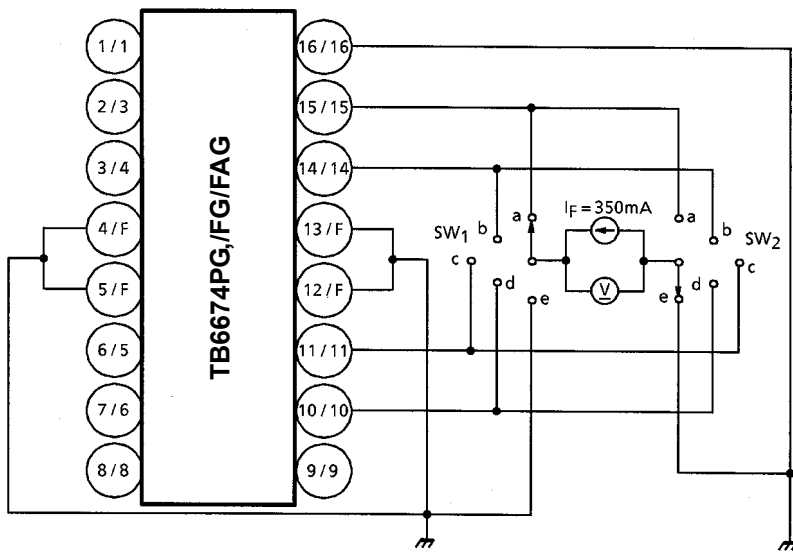 1/1
2/3
3/4
4/F
5/F
6/5
7/6
8/8
TB6674PG,/FG/FAG
16/16
15/15
14/14
13/F
12/F
11/11
10/10
9/9
SW1
a
b
c
d
e
IF = 350mA
V
a
b
c
d
e
SW2